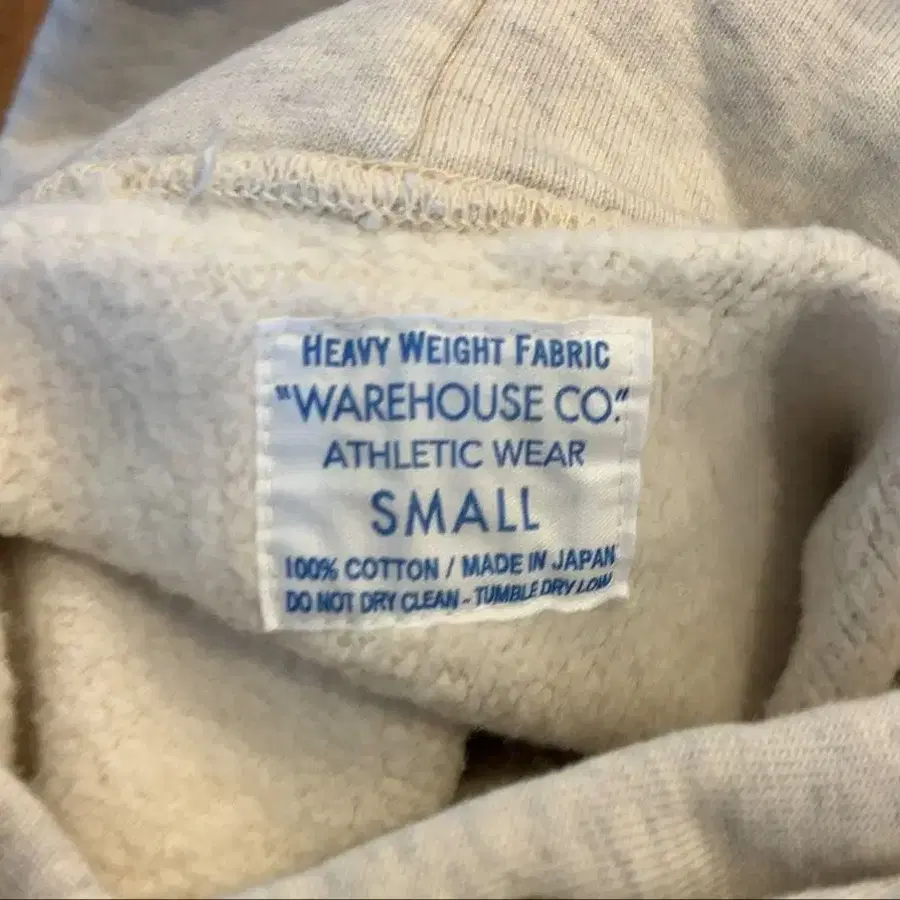 HEAVY WEIGHT FABRIC
"WAREHOUSE CO."
ATHLETIC WEAR
SMALL
100% COTTON / MADE IN JAPAN
DO NOT DRY CLEAN - TUMBLE DRY LOW